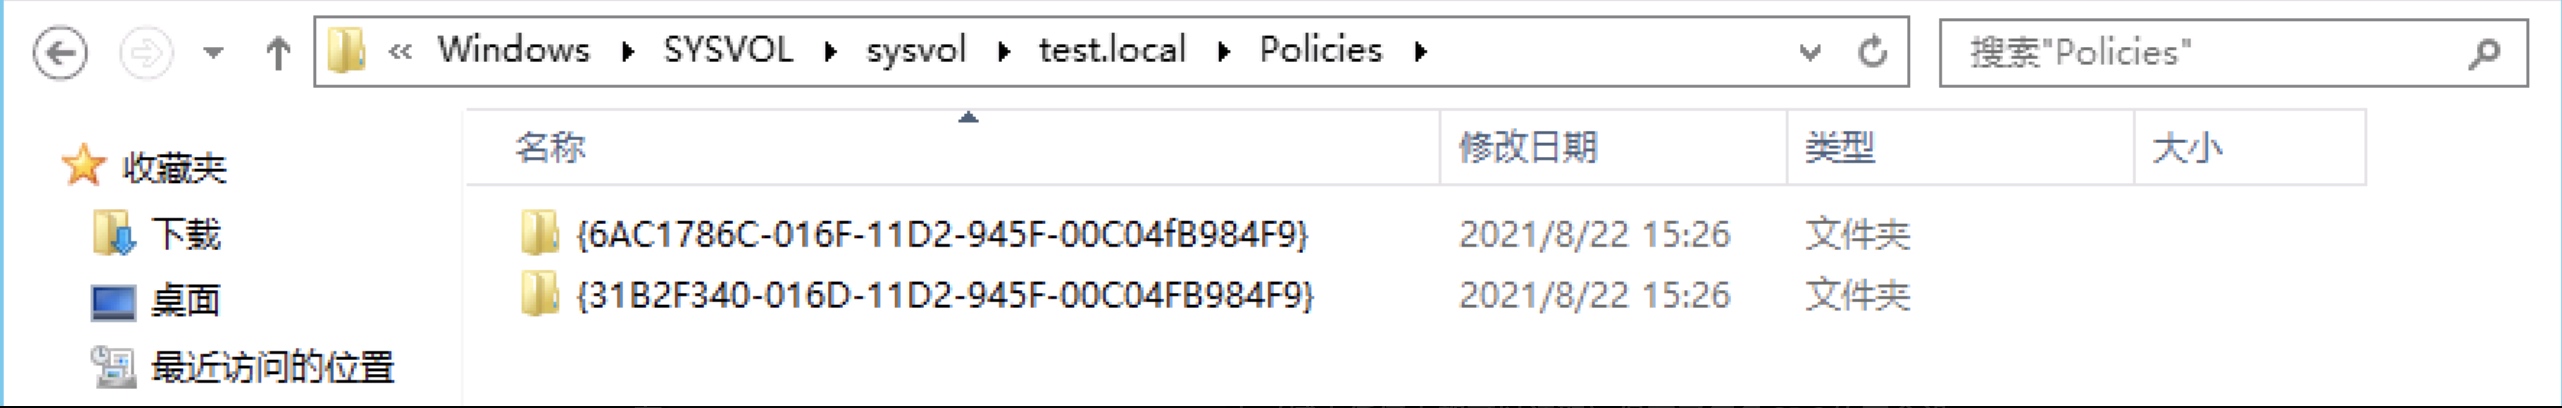 « Windows ▸ SYSVOL ▸ sysvol ▸ test.local ▸ Policies ▸
搜索"Policies"
名称 修改日期 类型 大小
收藏夹
下载
桌面
最近访问的位置
{6AC1786C-016F-11D2-945F-00C04fB984F9} 2021/8/22 15:26 文件夹
{31B2F340-016D-11D2-945F-00C04FB984F9} 2021/8/22 15:26 文件夹